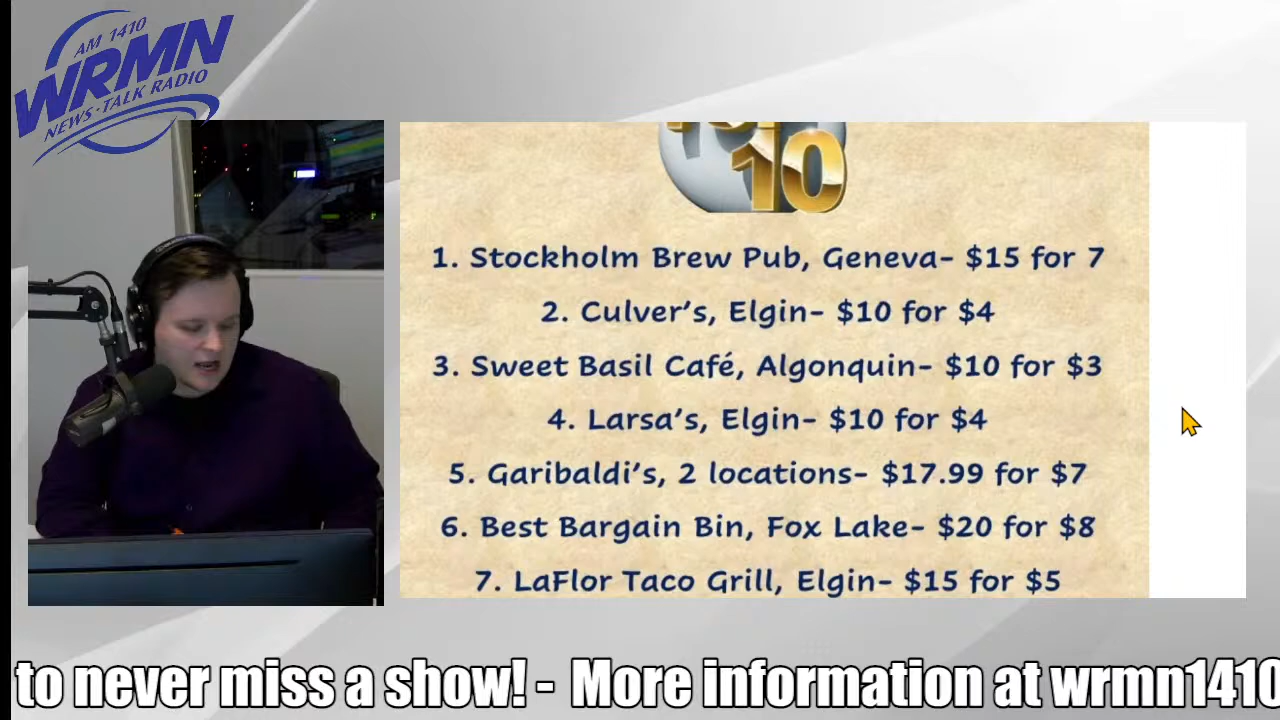 AM 1410
WRMN
NEWS·TALK RADIO
10
1. Stockholm Brew Pub, Geneva- $15 for 7
2. Culver's, Elgin- $10 for $4
3. Sweet Basil Café, Algonquin- $10 for $3
4. Larsa's, Elgin- $10 for $4
5. Garibaldi's, 2 locations- $17.99 for $7
6. Best Bargain Bin, Fox Lake- $20 for $8
7. LaFlor Taco Grill, Elgin- $15 for $5
to never miss a show! - More information at wrmn1410